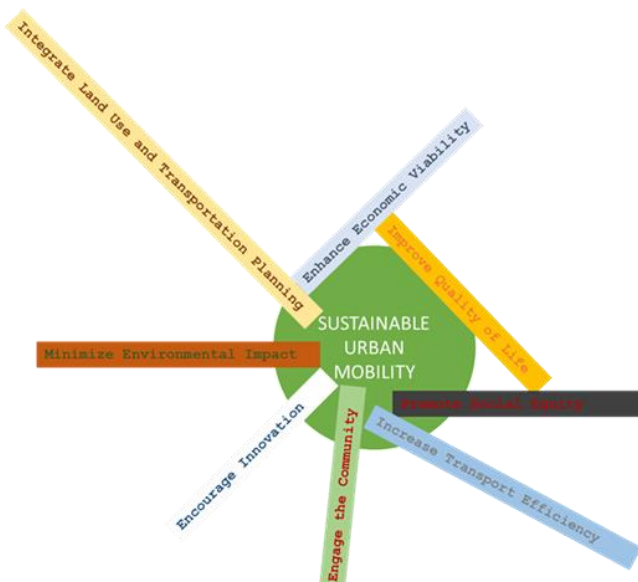 Integrate Land Use and Transportation Planning
Enhance Economic Viability
Improve Quality of Life
SUSTAINABLE
URBAN
MOBILITY
Minimize Environmental Impact
Promote Social Equity
Increase Transport Efficiency
Encourage Innovation
Engage the Community